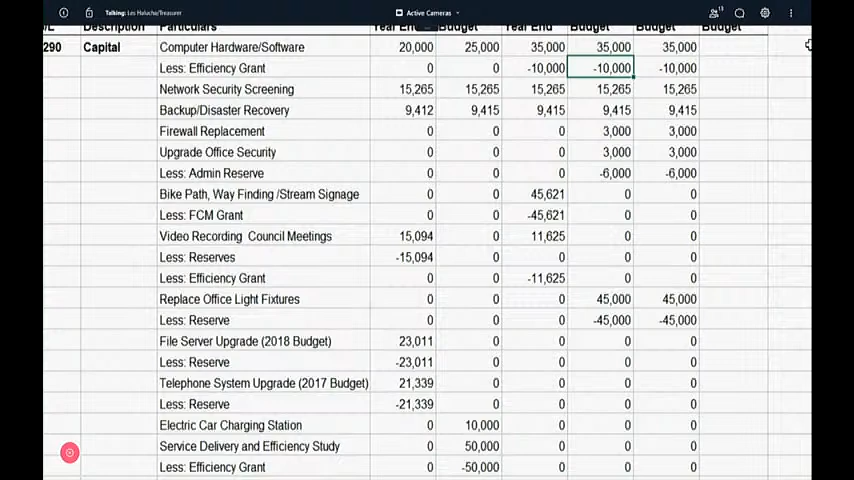 Talking: Les Halucha/Treasurer Active Cameras 13
Description Particulars Year End Budget Year End Budget Budget Budget
290 Capital Computer Hardware/Software 20,000 25,000 35,000 35,000 35,000
Less: Efficiency Grant 0 0 -10,000 -10,000 -10,000
Network Security Screening 15,265 15,265 15,265 15,265 15,265
Backup/Disaster Recovery 9,412 9,415 9,415 9,415 9,415
Firewall Replacement 0 0 0 3,000 3,000
Upgrade Office Security 0 0 0 3,000 3,000
Less: Admin Reserve 0 0 0 -6,000 -6,000
Bike Path, Way Finding /Stream Signage 0 0 45,621 0 0
Less: FCM Grant 0 0 -45,621 0 0
Video Recording Council Meetings 15,094 0 11,625 0 0
Less: Reserves -15,094 0 0 0 0
Less: Efficiency Grant 0 0 -11,625 0 0
Replace Office Light Fixtures 0 0 0 45,000 45,000
Less: Reserve 0 0 0 -45,000 -45,000
File Server Upgrade (2018 Budget) 23,011 0 0 0 0
Less: Reserve -23,011 0 0 0 0
Telephone System Upgrade (2017 Budget) 21,339 0 0 0 0
Less: Reserve -21,339 0 0 0 0
Electric Car Charging Station 0 10,000 0 0 0
Service Delivery and Efficiency Study 0 50,000 0 0 0
Less: Efficiency Grant 0 -50,000 0 0 0